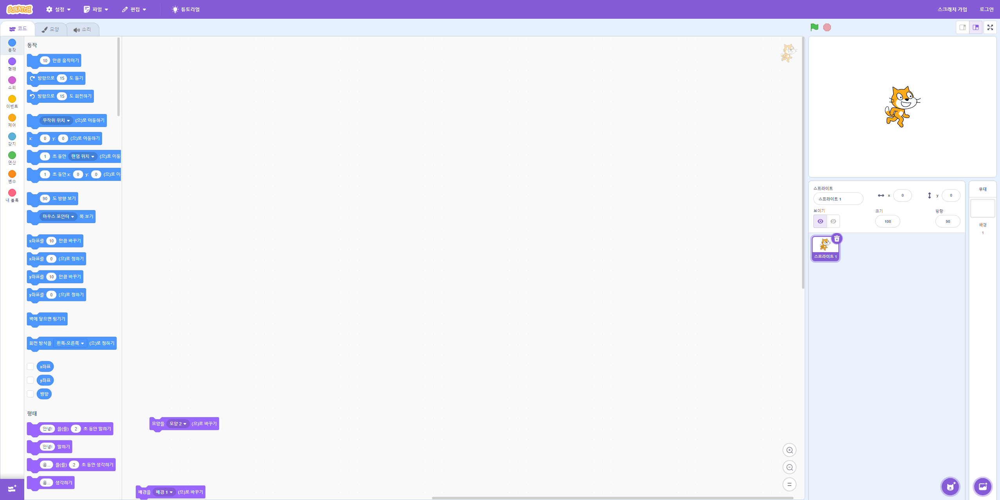 SCRATCH 설정 파일 편집 튜토리얼 스크래치 가입 로그인
코드 모양 소리
동작
형태
소리
이벤트
제어
감지
연산
변수
내 블록
동작
10 만큼 움직이기
방향으로 15 도 돌기
방향으로 15 도 회전하기
무작위 위치 (으)로 이동하기
x: 0 y: 0 (으)로 이동하기
1 초 동안 랜덤 위치 (으)로 이동
1 초 동안 x: 0 y: 0 (으)로 이
90 도 방향 보기
마우스 포인터 쪽 보기
x좌표를 10 만큼 바꾸기
x좌표를 0 (으)로 정하기
y좌표를 10 만큼 바꾸기
y좌표를 0 (으)로 정하기
벽에 닿으면 튕기기
회전 방식을 왼쪽-오른쪽 (으)로 정하기
x좌표
y좌표
방향
형태
안녕! 을(를) 2 초 동안 말하기
안녕! 말하기
음... 을(를) 2 초 동안 생각하기
음... 생각하기
모양을 모양 2 (으)로 바꾸기
배경을 배경 1 (으)로 바꾸기
스프라이트
스프라이트 1 x 0 y 0
보이기 크기 방향
100 90
스프라이트 1
무대
배경
1